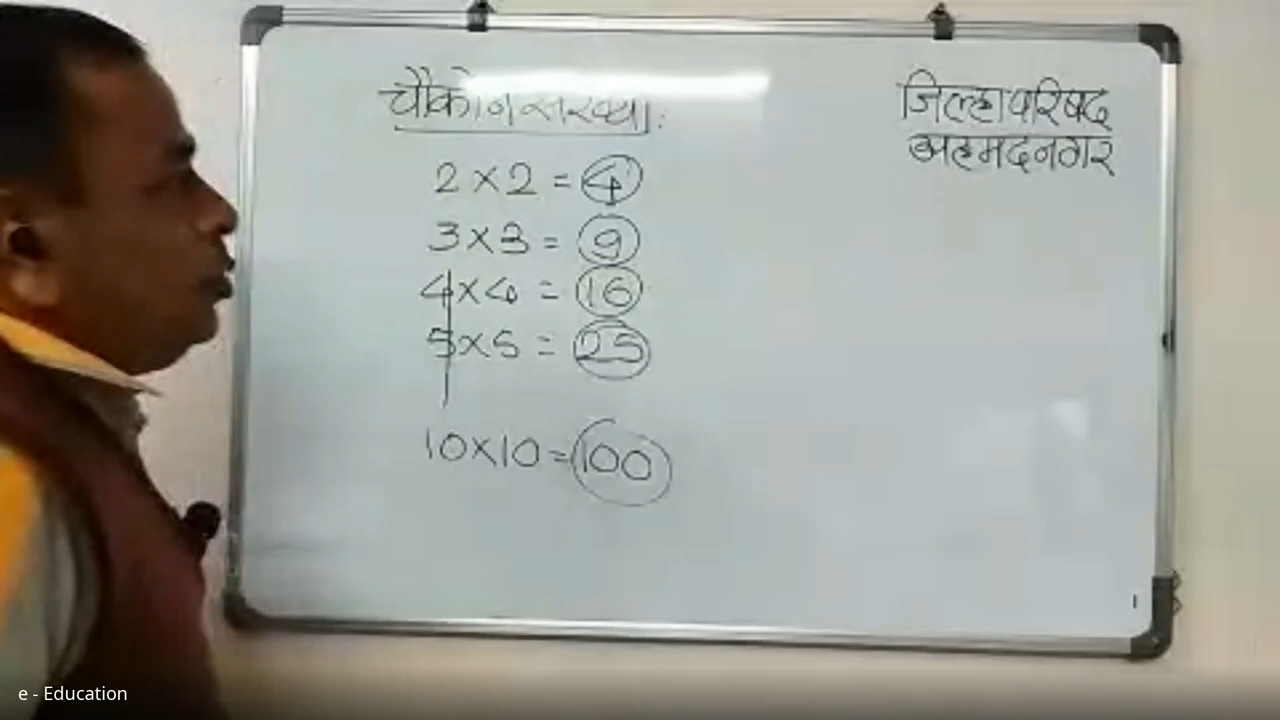 चौकोन संख्या:
2 × 2 = 4
3 × 3 = 9
4 × 4 = 16
5 × 5 = 25
10 × 10 = 100
जिल्हा परिषद
अहमदनगर
e - Education